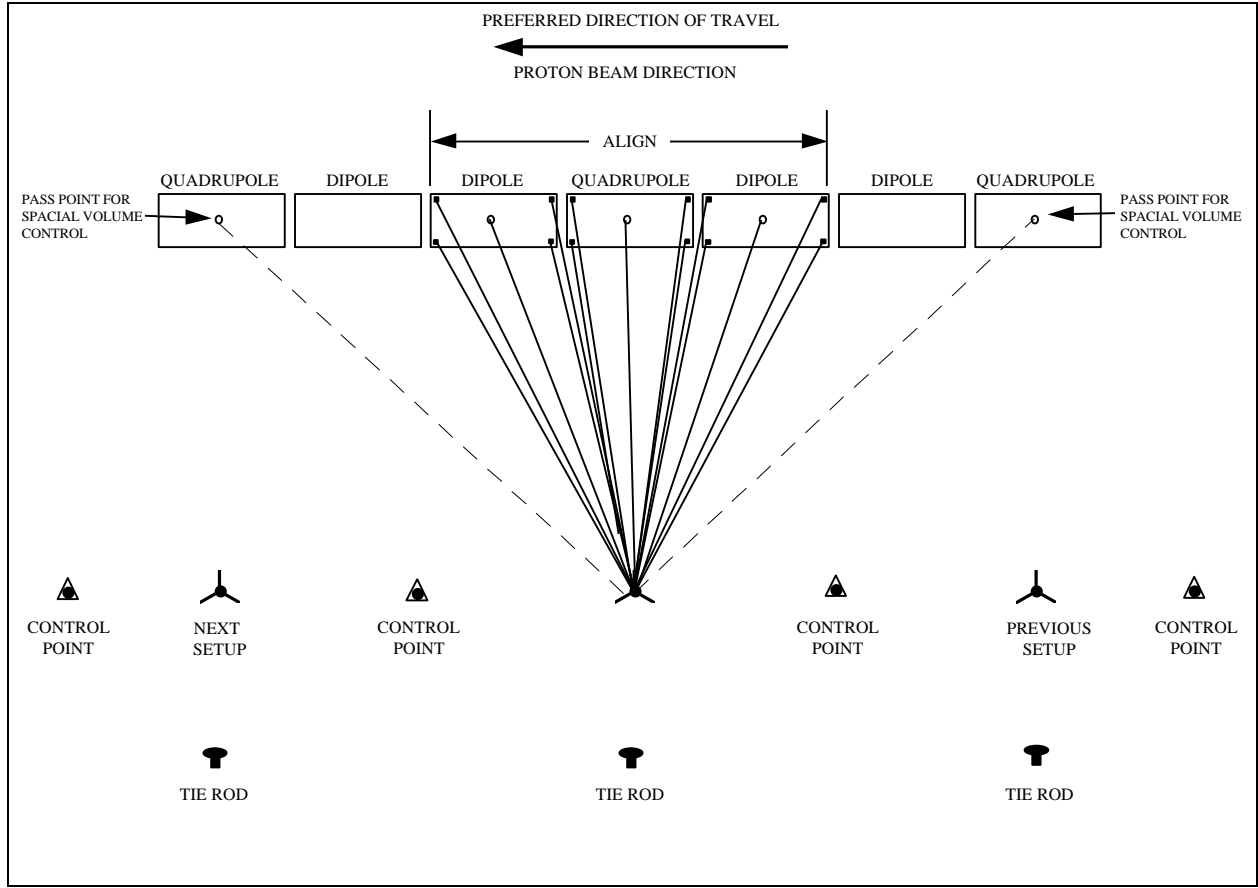 PREFERRED DIRECTION OF TRAVEL
PROTON BEAM DIRECTION
ALIGN
QUADRUPOLE
DIPOLE
DIPOLE
QUADRUPOLE
DIPOLE
DIPOLE
QUADRUPOLE
PASS POINT FOR
SPACIAL VOLUME
CONTROL
PASS POINT FOR
SPACIAL VOLUME
CONTROL
CONTROL
POINT
NEXT
SETUP
CONTROL
POINT
CONTROL
POINT
PREVIOUS
SETUP
CONTROL
POINT
TIE ROD
TIE ROD
TIE ROD